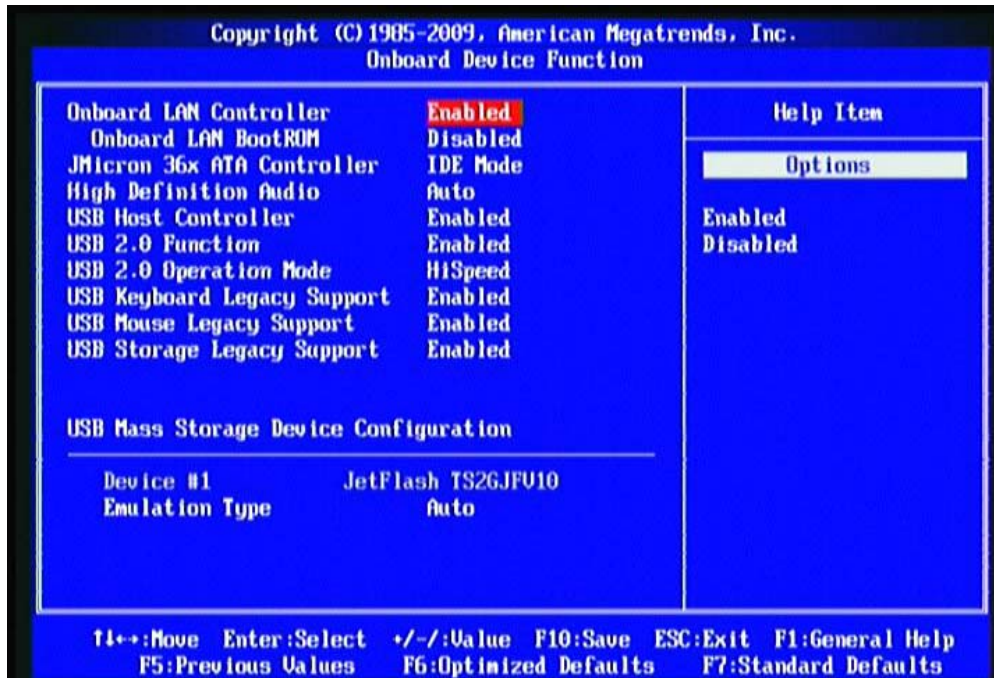 Copyright (C) 1985-2009, American Megatrends, Inc.
Onboard Device Function
Onboard LAN Controller Enabled
Onboard LAN BootROM Disabled
JMicron 36x ATA Controller IDE Mode
High Definition Audio Auto
USB Host Controller Enabled
USB 2.0 Function Enabled
USB 2.0 Operation Mode HiSpeed
USB Keyboard Legacy Support Enabled
USB Mouse Legacy Support Enabled
USB Storage Legacy Support Enabled
USB Mass Storage Device Configuration
Device #1 JetFlash TS2GJFV10
Emulation Type Auto
Help Item
Options
Enabled
Disabled
↑↓←→:Move Enter:Select +/-/:Value F10:Save ESC:Exit F1:General Help
F5:Previous Values F6:Optimized Defaults F7:Standard Defaults